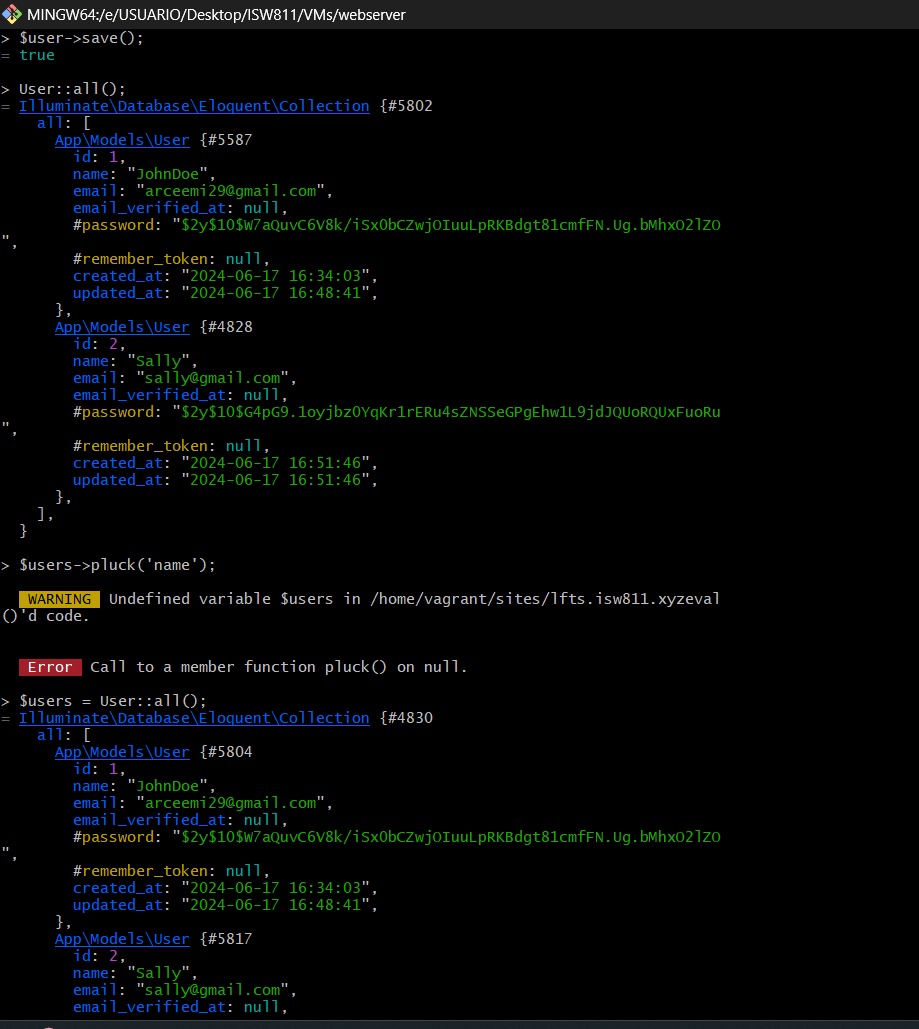 MINGW64:/e/USUARIO/Desktop/ISW811/VMs/webserver
> $user->save();
= true
> User::all();
= Illuminate\Database\Eloquent\Collection {#5802
all: [
App\Models\User {#5587
id: 1,
name: "JohnDoe",
email: "arceemi29@gmail.com",
email_verified_at: null,
#password: "$2y$10$W7aQuvC6V8k/iSx0bCZwjOIuuLpRKBdgt81cmfFN.Ug.bMhxO2lZO
",
#remember_token: null,
created_at: "2024-06-17 16:34:03",
updated_at: "2024-06-17 16:48:41",
},
App\Models\User {#4828
id: 2,
name: "Sally",
email: "sally@gmail.com",
email_verified_at: null,
#password: "$2y$10$G4pG9.1oyjbz0YqKr1rERu4sZNSSeGPgEhw1L9jdJQUoRQUxFuoRu
",
#remember_token: null,
created_at: "2024-06-17 16:51:46",
updated_at: "2024-06-17 16:51:46",
},
],
}
> $users->pluck('name');
WARNING Undefined variable $users in /home/vagrant/sites/lfts.isw811.xyzeval
()'d code.
Error Call to a member function pluck() on null.
> $users = User::all();
= Illuminate\Database\Eloquent\Collection {#4830
all: [
App\Models\User {#5804
id: 1,
name: "JohnDoe",
email: "arceemi29@gmail.com",
email_verified_at: null,
#password: "$2y$10$W7aQuvC6V8k/iSx0bCZwjOIuuLpRKBdgt81cmfFN.Ug.bMhxO2lZO
",
#remember_token: null,
created_at: "2024-06-17 16:34:03",
updated_at: "2024-06-17 16:48:41",
},
App\Models\User {#5817
id: 2,
name: "Sally",
email: "sally@gmail.com",
email_verified_at: null,